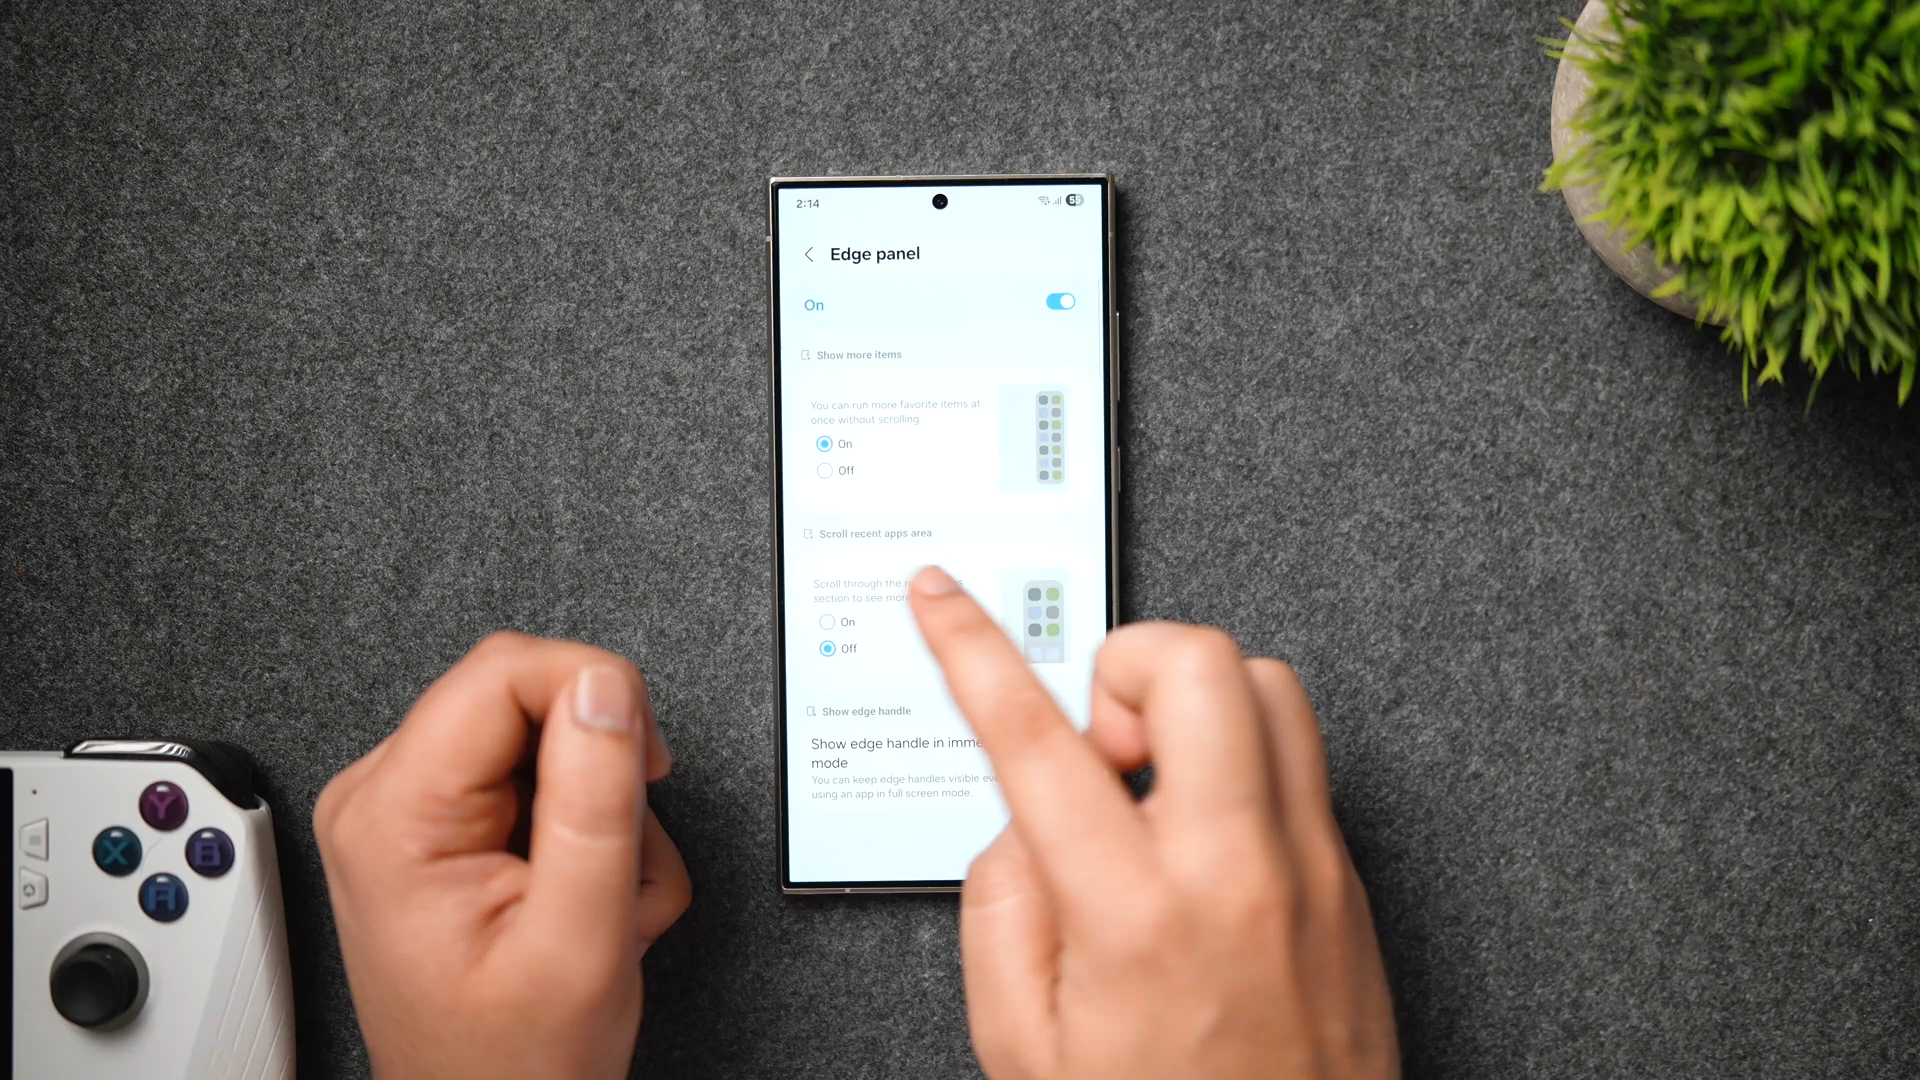 2:14
55
Edge panel
On
Show more items
You can run more favorite items at
once without scrolling.
On
Off
Scroll recent apps area
Scroll through the
section to see more
On
Off
Show edge handle
Show edge handle in
mode
You can keep edge handles visible
using an app in full screen mode.
Y
X
B
A